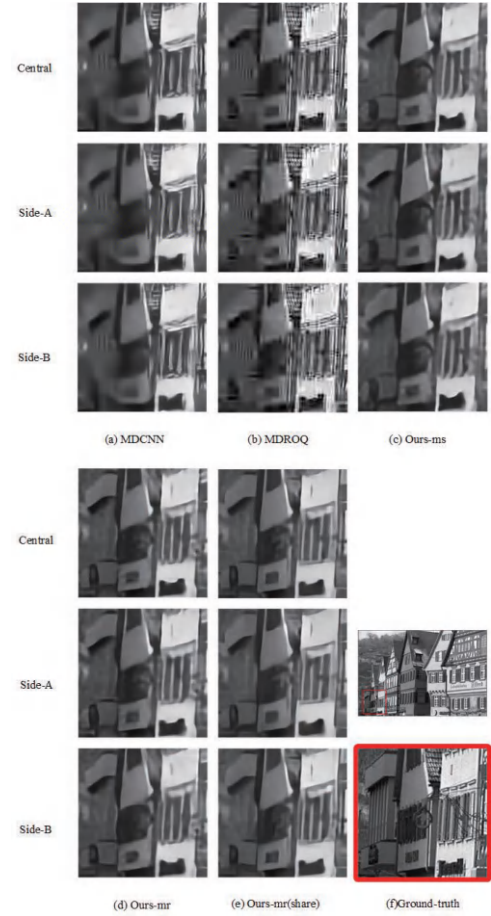 Central
Side-A
Side-B
(a) MDCNN (b) MDROQ (c) Ours-ms
Central
Side-A
Side-B
(d) Ours-mr (e) Ours-mr(share) (f)Ground-truth